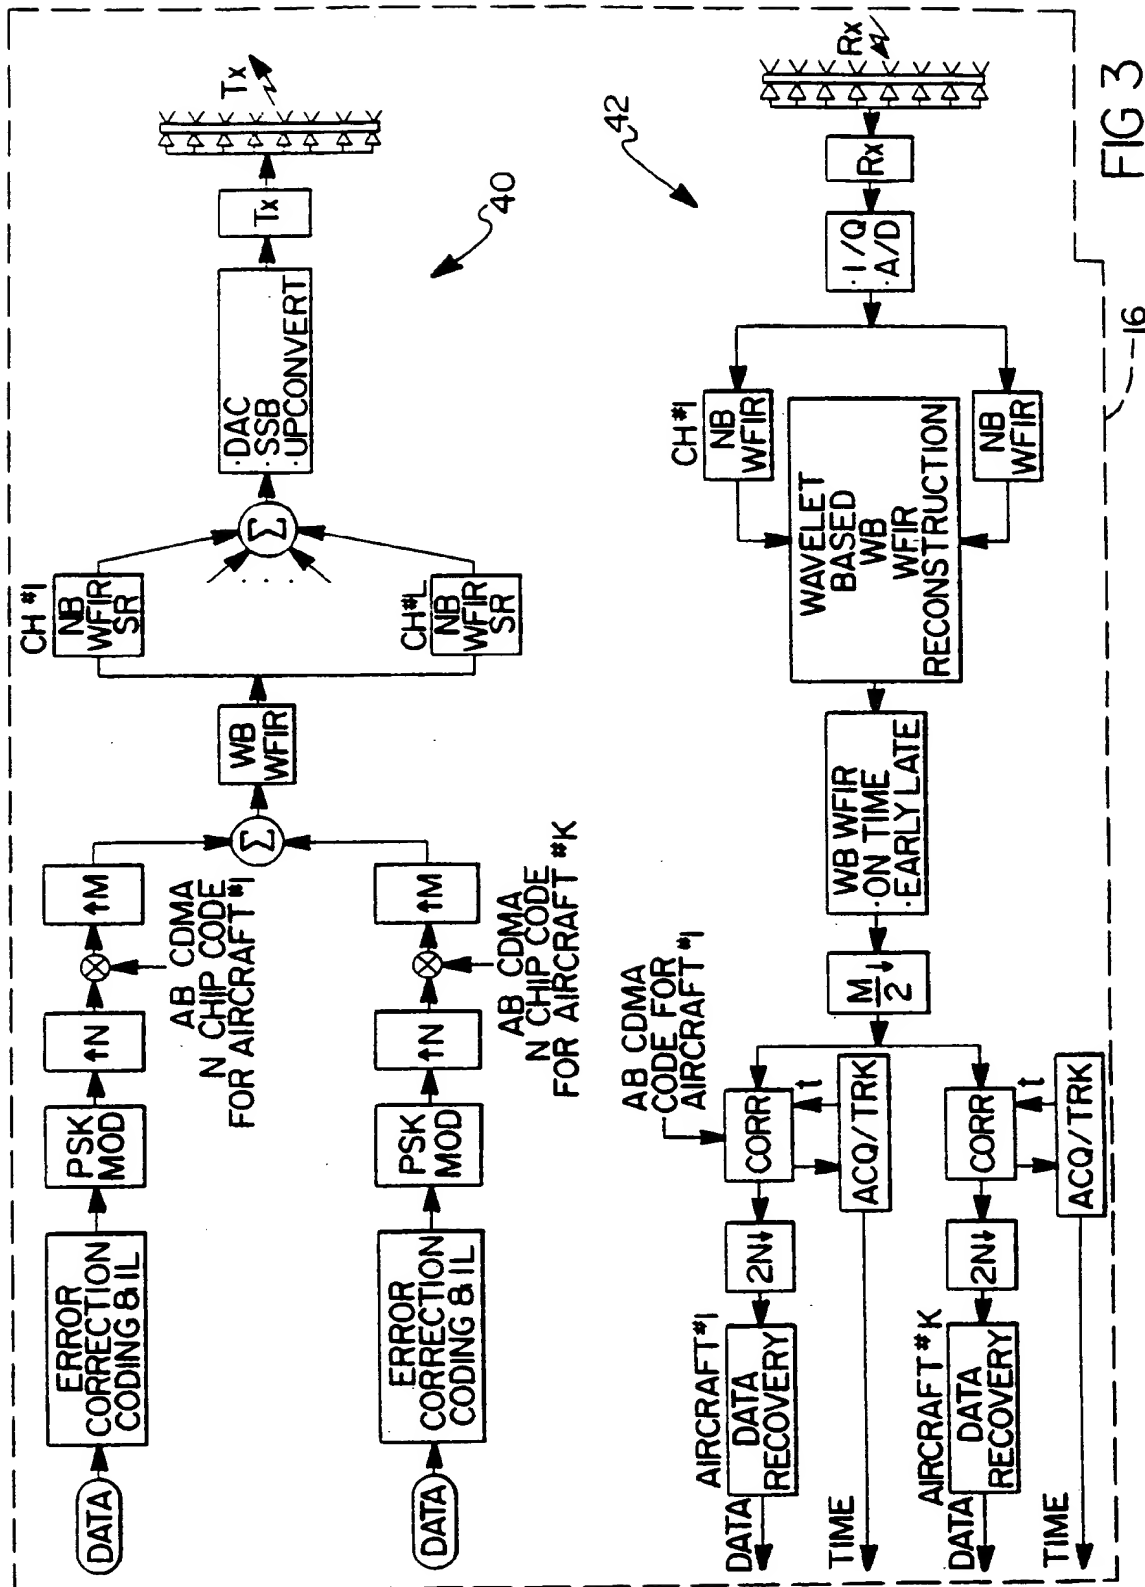 DATA
ERROR
CORRECTION
CODING & IL
PSK
MOD
↑N
AB CDMA
N CHIP CODE
FOR AIRCRAFT #1
↑M
DATA
ERROR
CORRECTION
CODING & IL
PSK
MOD
↑N
AB CDMA
N CHIP CODE
FOR AIRCRAFT #K
↑M
Σ
WB
WFIR
CH #1
NB
WFIR
SR
CH #L
NB
WFIR
SR
Σ
· DAC
· SSB
· UPCONVERT
Tx
Tx
40
42
Rx
Rx
· I/Q
· A/D
CH #1
NB
WFIR
NB
WFIR
WAVELET
BASED
WB
WFIR
RECONSTRUCTION
WB WFIR
· ON TIME
· EARLY LATE
M/2 ↓
AB CDMA
CODE FOR
AIRCRAFT #1
CORR
t
ACQ/TRK
2N↓
AIRCRAFT #1
DATA
RECOVERY
DATA
TIME
CORR
t
ACQ/TRK
2N↓
AIRCRAFT #K
DATA
RECOVERY
DATA
TIME
16
FIG 3